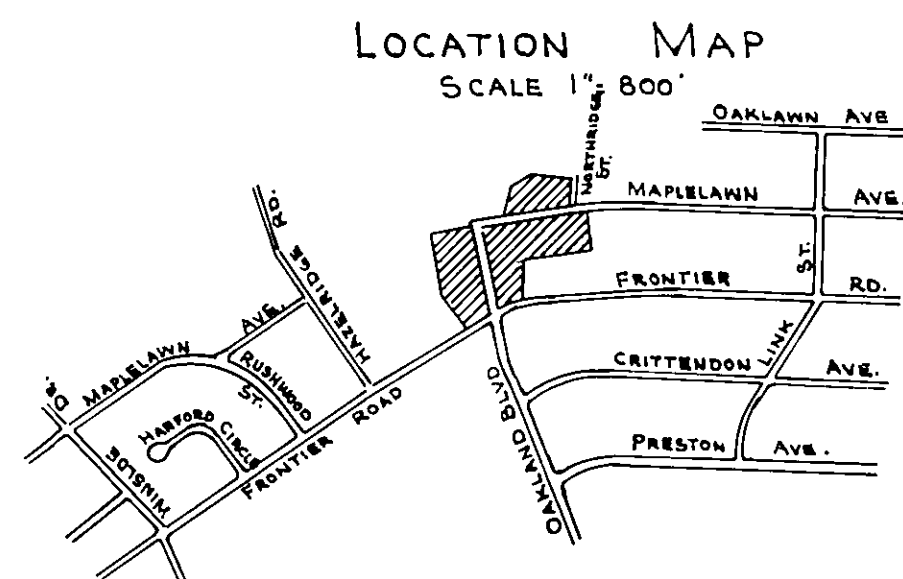 LOCATION MAP
SCALE 1"= 800'
NORTHRIDGE ST.
OAKLAWN AVE
MAPLELAWN AVE.
HAZELRIDGE RD.
FRONTIER RD.
LINK ST.
MAPLELAWN AVE.
RUSHWOOD ST.
CRITTENDON AVE.
HARFORD CIRCLE
WINSLOE DR.
FRONTIER ROAD
OAKLAND BLVD
PRESTON AVE.